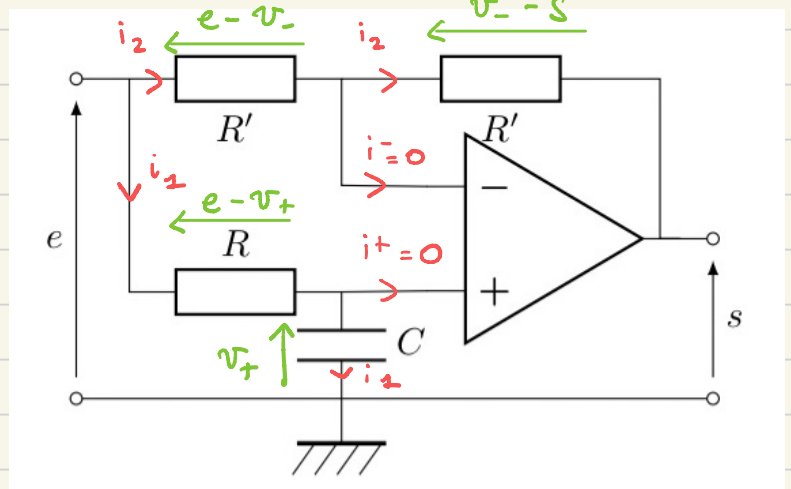 e - v₋
v₋ - s
i₂
i₂
R′
R′
i⁻ = 0
−
i₁
e - v₊
R
i⁺ = 0
e
+
s
v₊
C
i₁